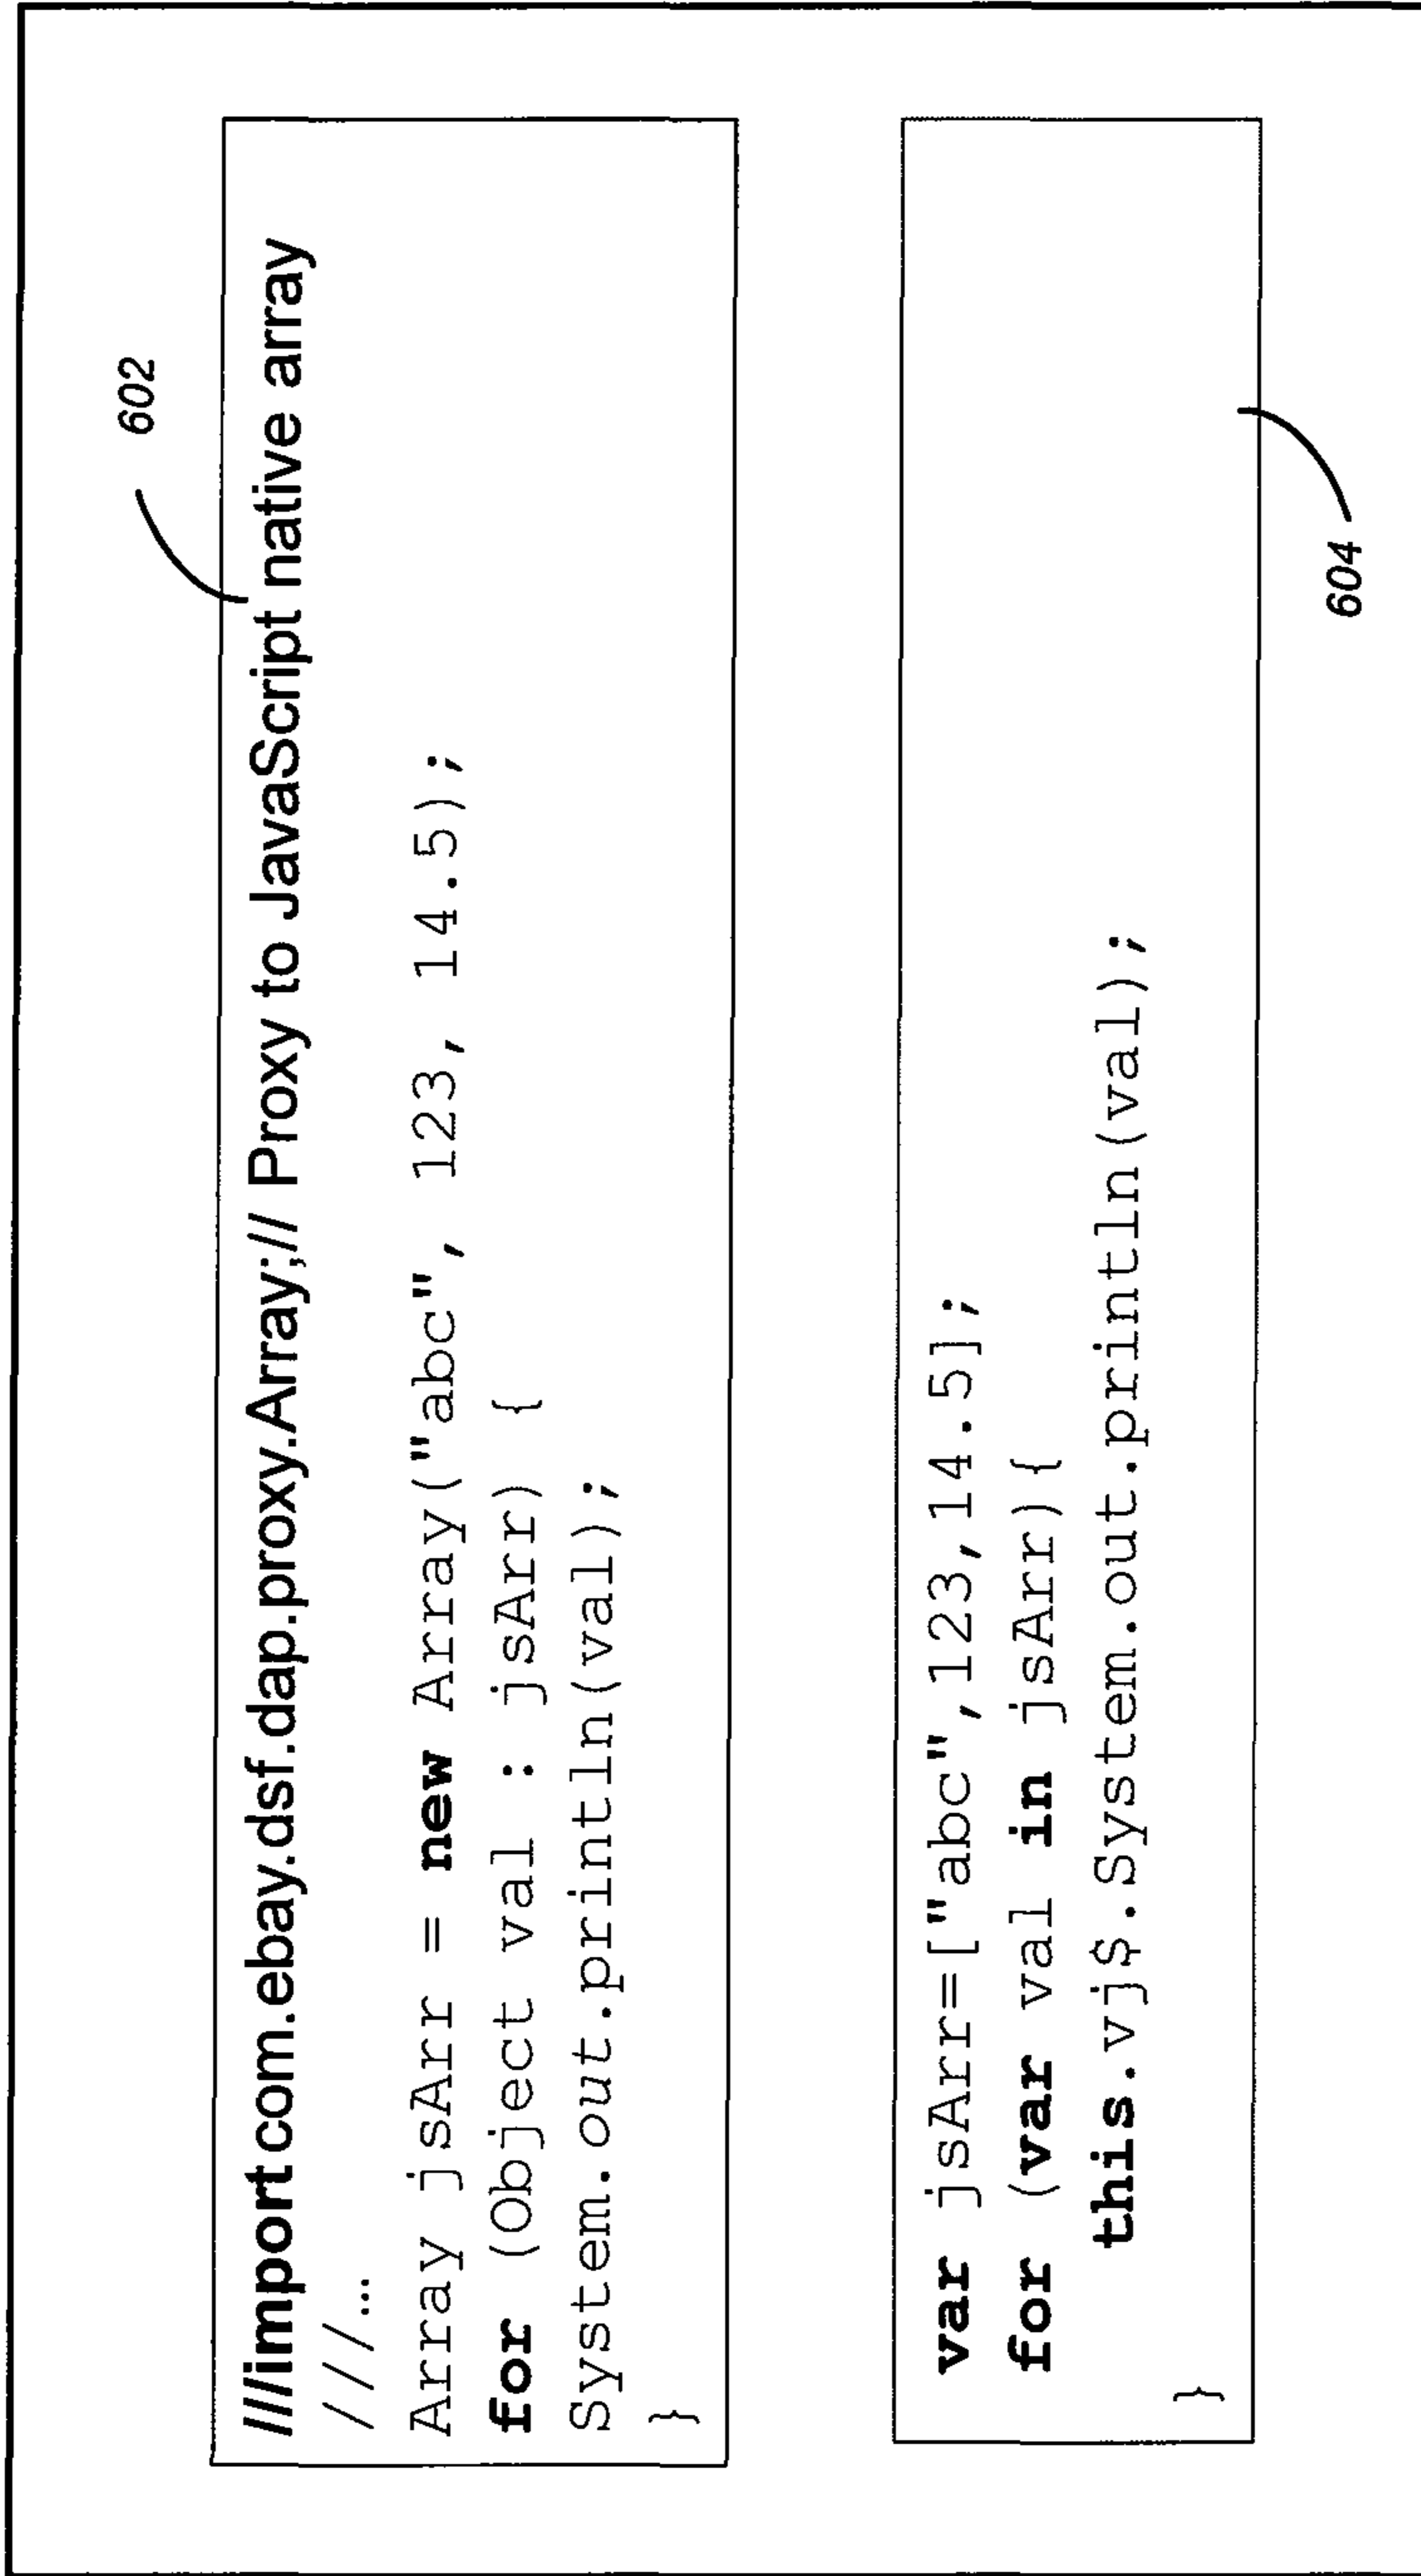 602
///import com.ebay.dsf.dap.proxy.Array;// Proxy to JavaScript native array
///...
Array jsArr = new Array("abc", 123, 14.5);
for (Object val : jsArr) {
System.out.println(val);
}
var jsArr=["abc",123,14.5];
for (var val in jsArr){
this.vj$.System.out.println(val);
}
604